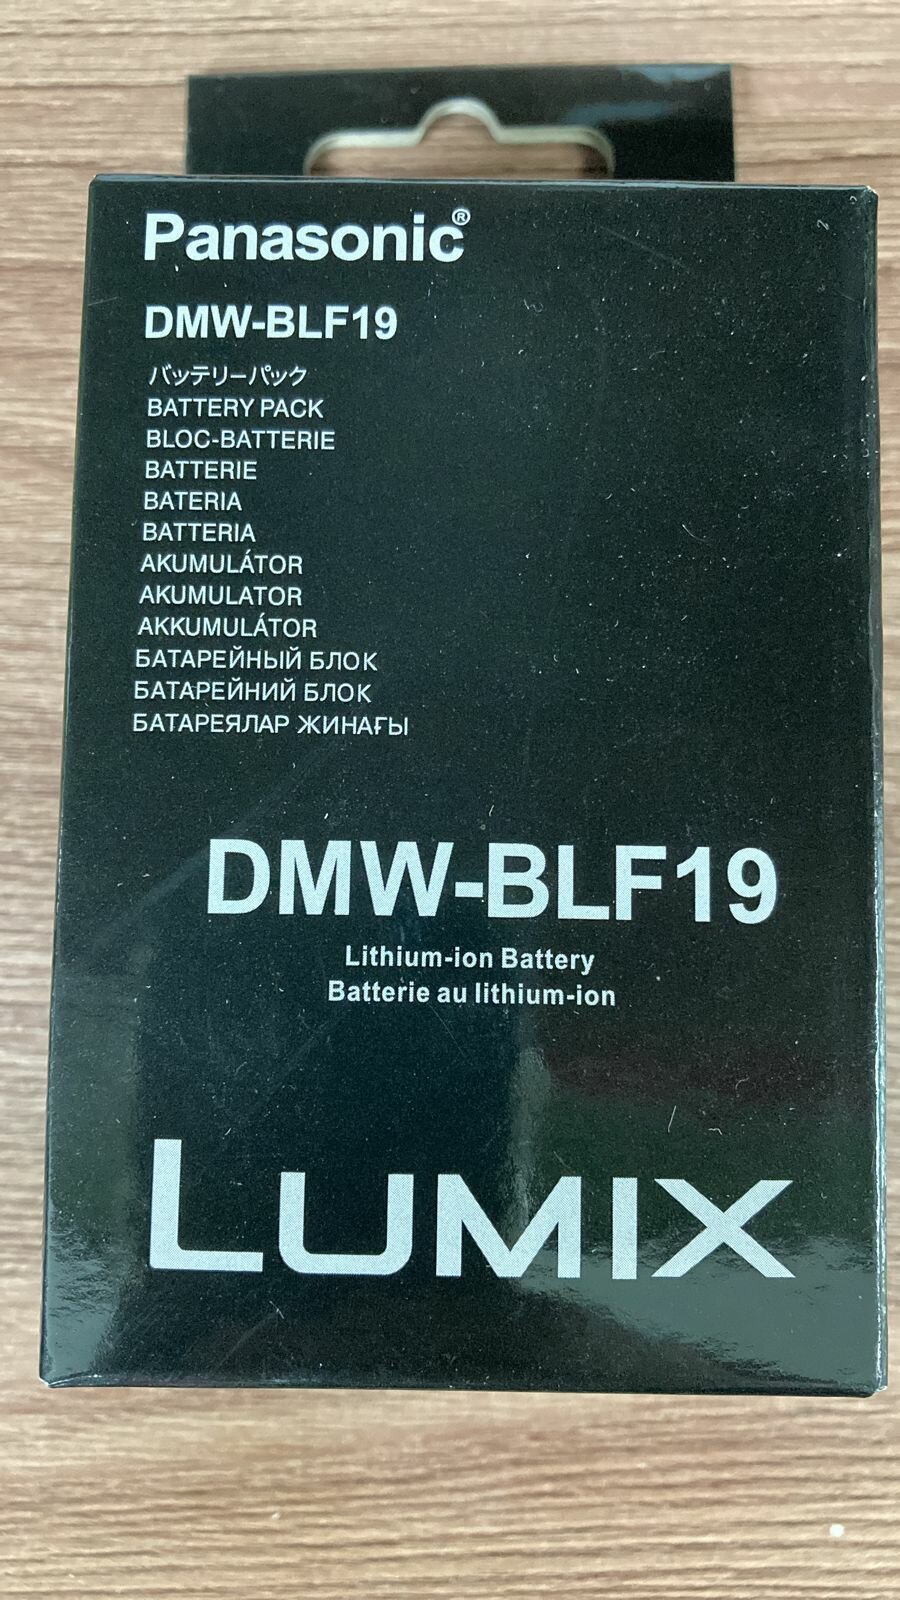 Panasonic®
DMW-BLF19
バッテリーパック
BATTERY PACK
BLOC-BATTERIE
BATTERIE
BATERIA
BATTERIA
AKUMULÁTOR
AKUMULATOR
AKKUMULÁTOR
БАТАРЕЙНЫЙ БЛОК
БАТАРЕЙНИЙ БЛОК
БАТАРЕЯЛАР ЖИНАҒЫ
DMW-BLF19
Lithium-ion Battery
Batterie au lithium-ion
LUMIX